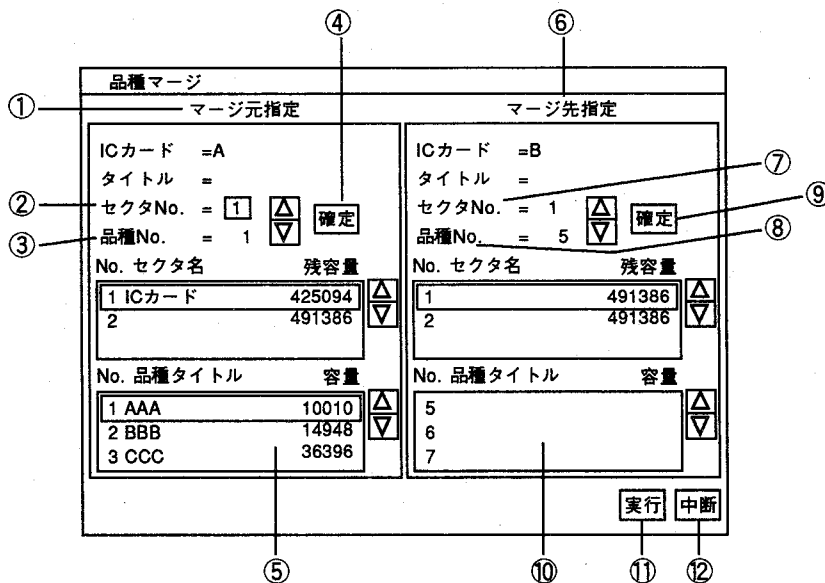 ④ ⑥
品種マージ
① マージ元指定 マージ先指定
ICカード =A
タイトル =
② セクタNo. = 1 △ 確定
③ 品種No. = 1 ▽
No. セクタ名 残容量
1 ICカード 425094 △
2 491386 ▽
No. 品種タイトル 容量
1 AAA 10010 △
2 BBB 14948 ▽
3 CCC 36396
ICカード =B
タイトル =
⑦
セクタNo. = 1 △ 確定 ⑨
品種No. = 5 ▽ ⑧
No. セクタ名 残容量
1 491386 △
2 491386 ▽
No. 品種タイトル 容量
5 △
6 ▽
7
実行 中断
⑤ ⑩ ⑪ ⑫